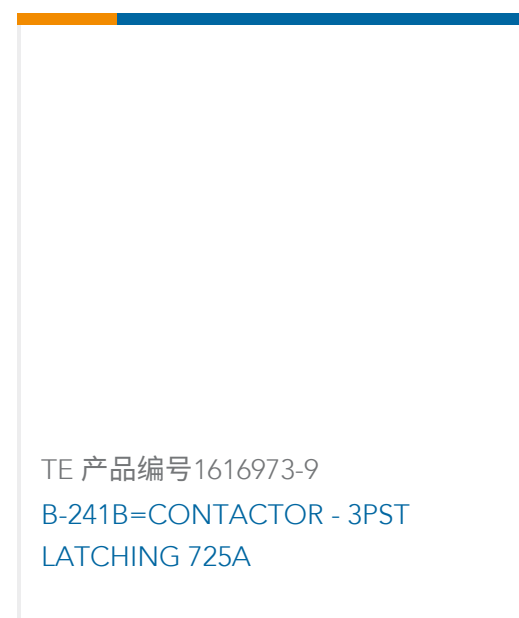 TE 产品编号1616973-9
B-241B=CONTACTOR - 3PST
LATCHING 725A